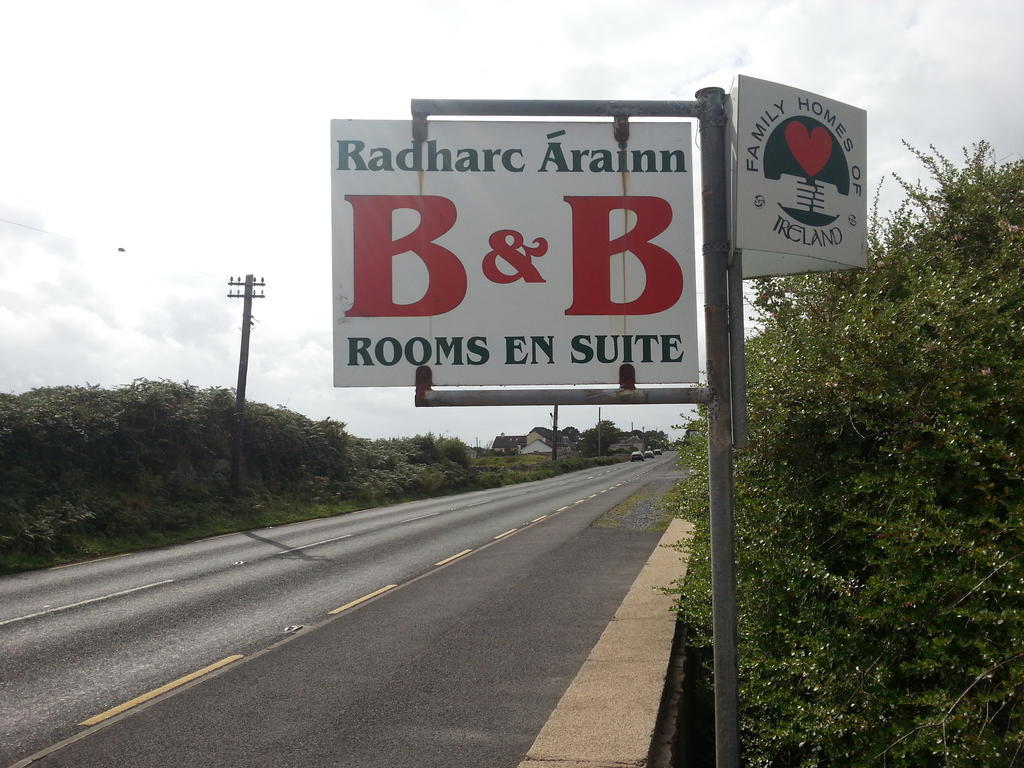 Radharc Árainn
B & B
ROOMS EN SUITE
FAMILY HOMES OF
IRELAND